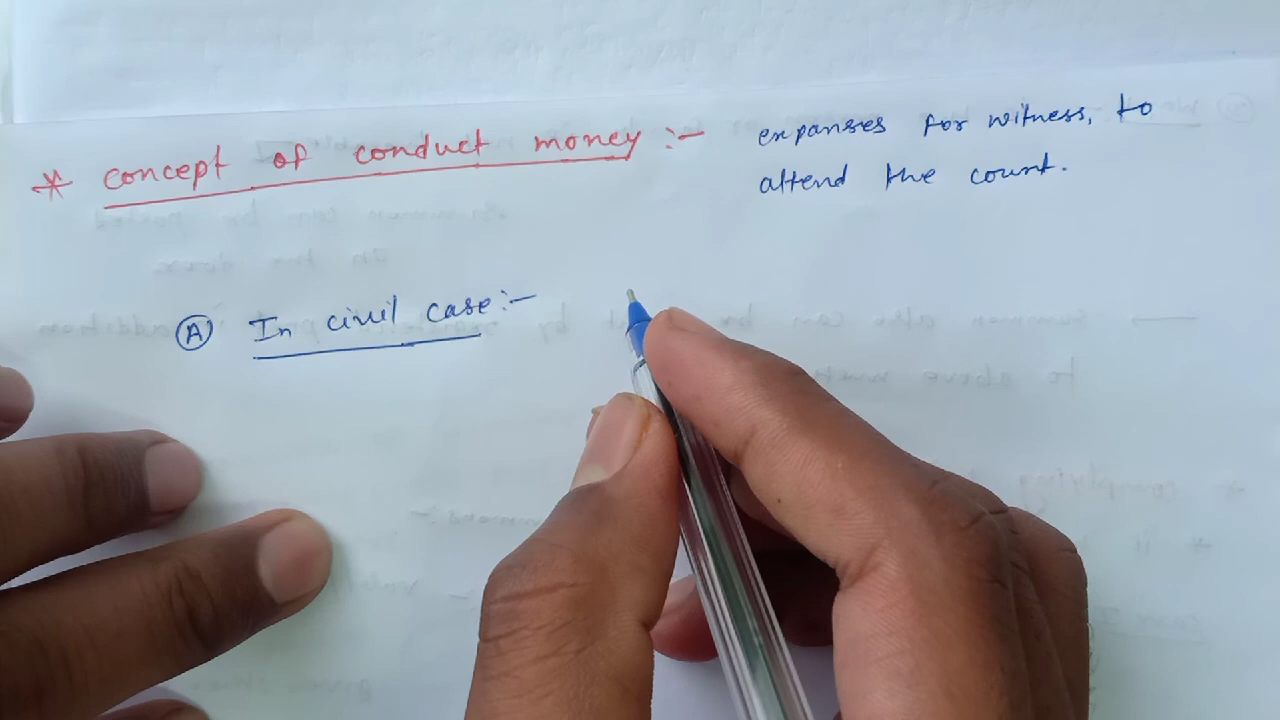 * concept of conduct money :- expanses for witness, to
attend the count.
Ⓐ In civil case :-